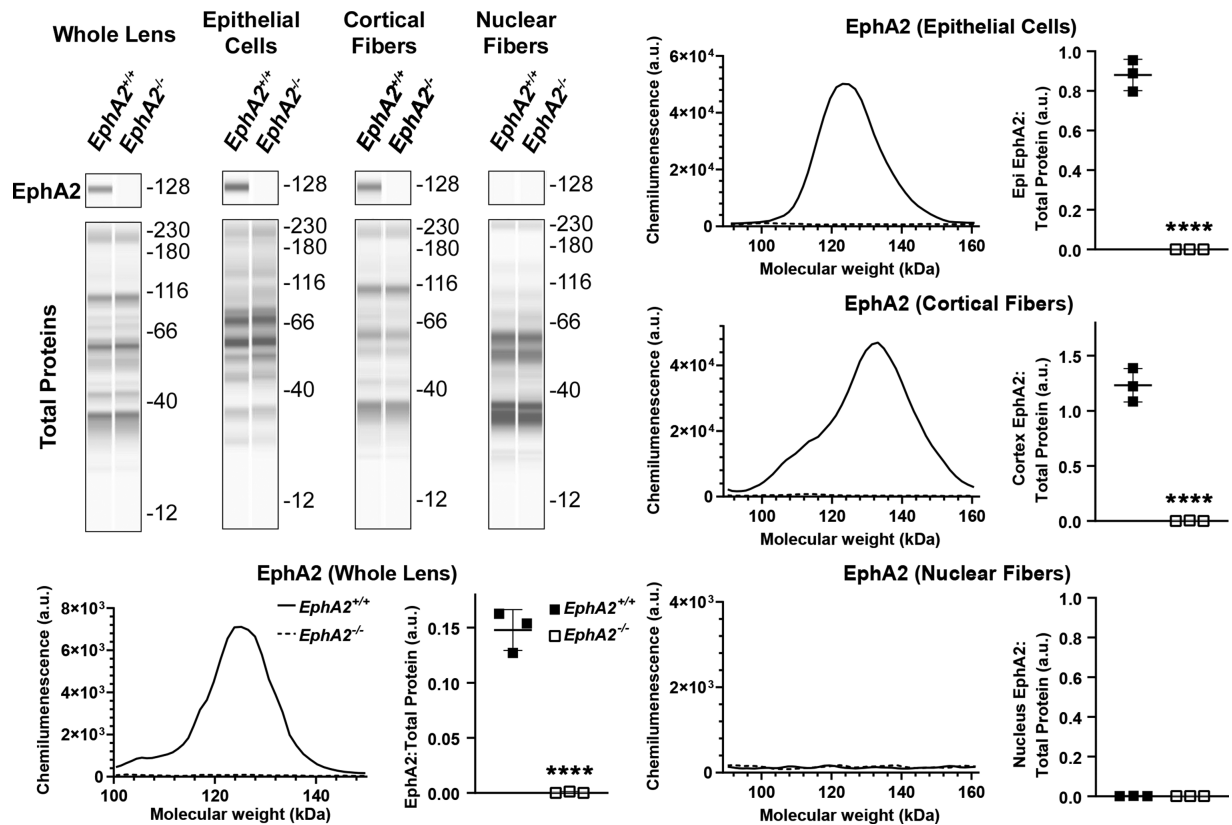 Whole Lens
Epithelial
Cells
Cortical
Fibers
Nuclear
Fibers
EphA2+/+
EphA2-/-
EphA2+/+
EphA2-/-
EphA2+/+
EphA2-/-
EphA2+/+
EphA2-/-
EphA2
-128
-128
-128
-128
Total Proteins
-230
-180
-116
-66
-40
-12
-230
-180
-116
-66
-40
-12
-230
-180
-116
-66
-40
-12
-230
-180
-116
-66
-40
-12
EphA2 (Epithelial Cells)
Chemilumenescence (a.u.)
6×10⁴
4×10⁴
2×10⁴
0
100 120 140 160
Molecular weight (kDa)
Epi EphA2:
Total Protein (a.u.)
1.0
0.8
0.6
0.4
0.2
0.0
****
EphA2 (Cortical Fibers)
Chemilumenescence (a.u.)
4×10⁴
2×10⁴
0
100 120 140 160
Molecular weight (kDa)
Cortex EphA2:
Total Protein (a.u.)
1.5
1.0
0.5
0.0
****
EphA2 (Whole Lens)
Chemilumenescence (a.u.)
8×10³
6×10³
4×10³
2×10³
0
100 120 140
Molecular weight (kDa)
EphA2+/+
EphA2-/-
EphA2:Total Protein (a.u.)
0.15
0.10
0.05
0.00
EphA2+/+
EphA2-/-
****
EphA2 (Nuclear Fibers)
Chemilumenescence (a.u.)
4×10³
2×10³
0
100 120 140 160
Molecular weight (kDa)
Nucleus EphA2:
Total Protein (a.u.)
1.0
0.8
0.6
0.4
0.2
0.0